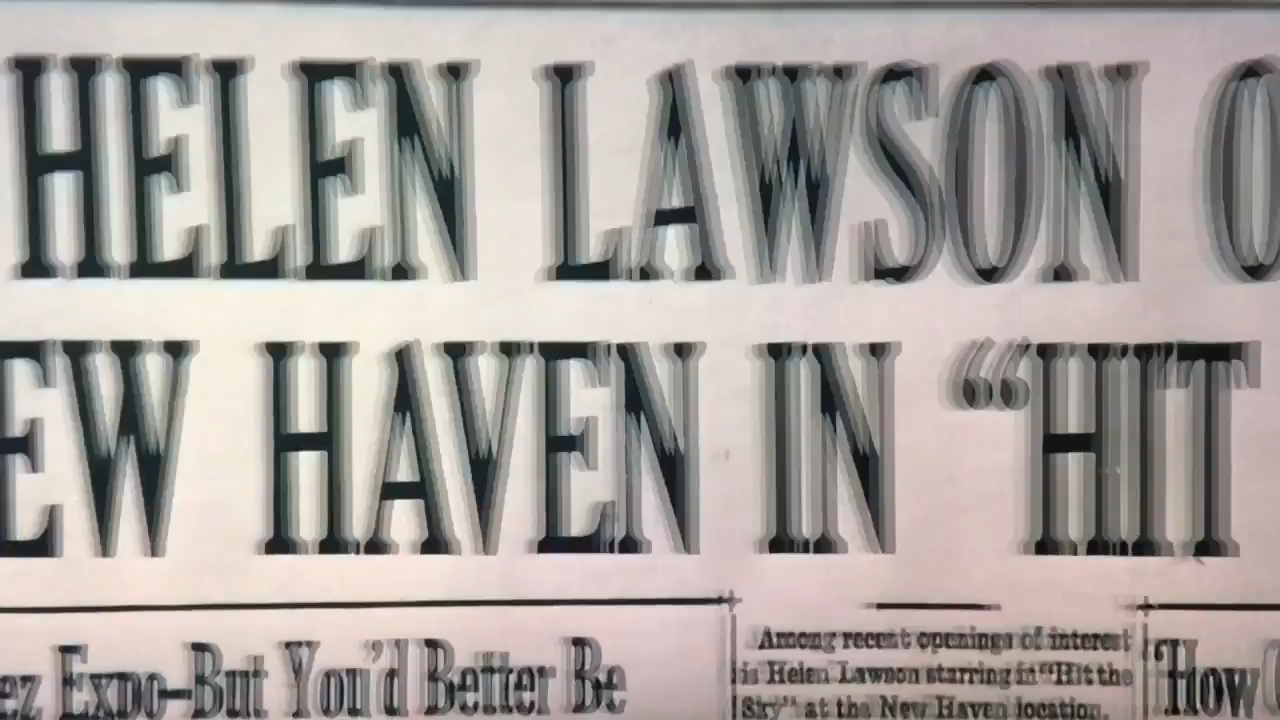 HELEN LAWSON O
EW HAVEN IN “HIT
ez Expo–But You'd Better Be
Among recent openings of interest
is Helen Lawson starring in “Hit the
Sky” at the New Haven location.
“How